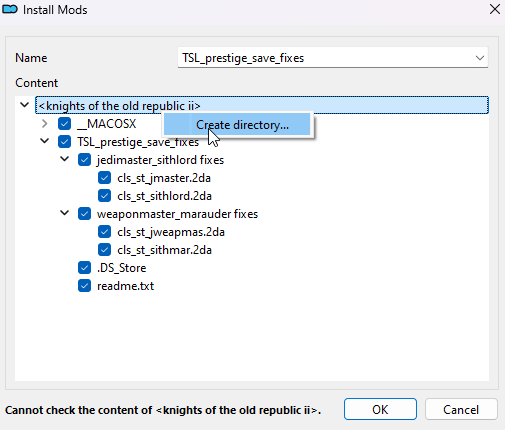 Install Mods
Name
TSL_prestige_save_fixes
Content
<knights of the old republic ii>
__MACOSX
Create directory...
TSL_prestige_save_fixes
jedimaster_sithlord fixes
cls_st_jmaster.2da
cls_st_sithlord.2da
weaponmaster_marauder fixes
cls_st_jweapmas.2da
cls_st_sithmar.2da
.DS_Store
readme.txt
Cannot check the content of <knights of the old republic ii>.
OK
Cancel